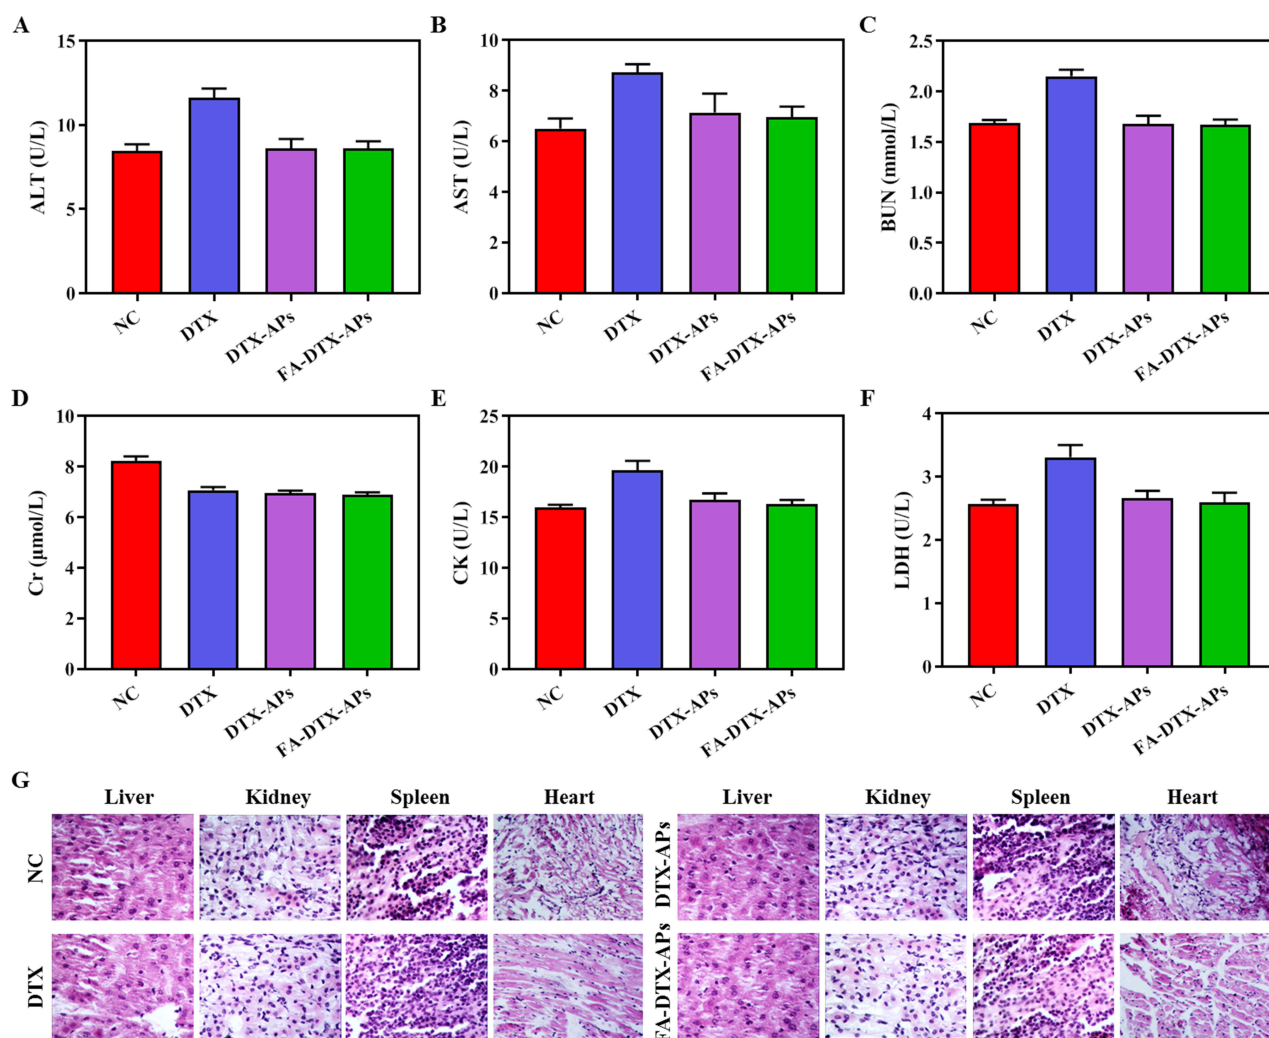 A
ALT (U/L)
15
10
5
0
NC
DTX
DTX-APs
FA-DTX-APs
B
AST (U/L)
10
8
6
4
2
0
NC
DTX
DTX-APs
FA-DTX-APs
C
BUN (mmol/L)
2.5
2.0
1.5
1.0
0.5
0.0
NC
DTX
DTX-APs
FA-DTX-APs
D
Cr (μmol/L)
10
8
6
4
2
0
NC
DTX
DTX-APs
FA-DTX-APs
E
CK (U/L)
25
20
15
10
5
0
NC
DTX
DTX-APs
FA-DTX-APs
F
LDH (U/L)
4
3
2
1
0
NC
DTX
DTX-APs
FA-DTX-APs
G
Liver Kidney Spleen Heart Liver Kidney Spleen Heart
NC
DTX-APs
DTX
FA-DTX-APs